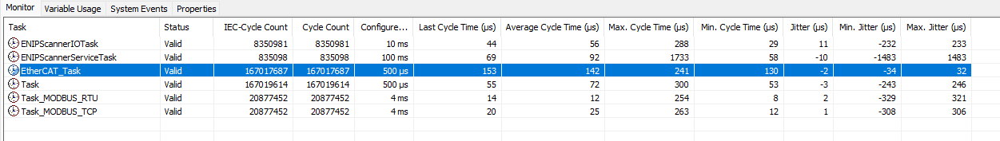 Monitor Variable Usage System Events Properties
Task Status IEC-Cycle Count Cycle Count Configure... Last Cycle Time (µs) Average Cycle Time (µs) Max. Cycle Time (µs) Min. Cycle Time (µs) Jitter (µs) Min. Jitter (µs) Max. Jitter (µs)
ENIPScannerIOTask Valid 8350981 8350981 10 ms 44 56 288 29 11 -232 233
ENIPScannerServiceTask Valid 835098 835098 100 ms 69 92 1733 58 -10 -1483 1483
EtherCAT_Task Valid 167017687 167017687 500 µs 153 142 241 130 -2 -34 32
Task Valid 167019614 167019614 500 µs 55 72 300 53 -3 -243 246
Task_MODBUS_RTU Valid 20877452 20877452 4 ms 14 12 254 8 2 -329 321
Task_MODBUS_TCP Valid 20877452 20877452 4 ms 20 25 263 12 1 -308 306